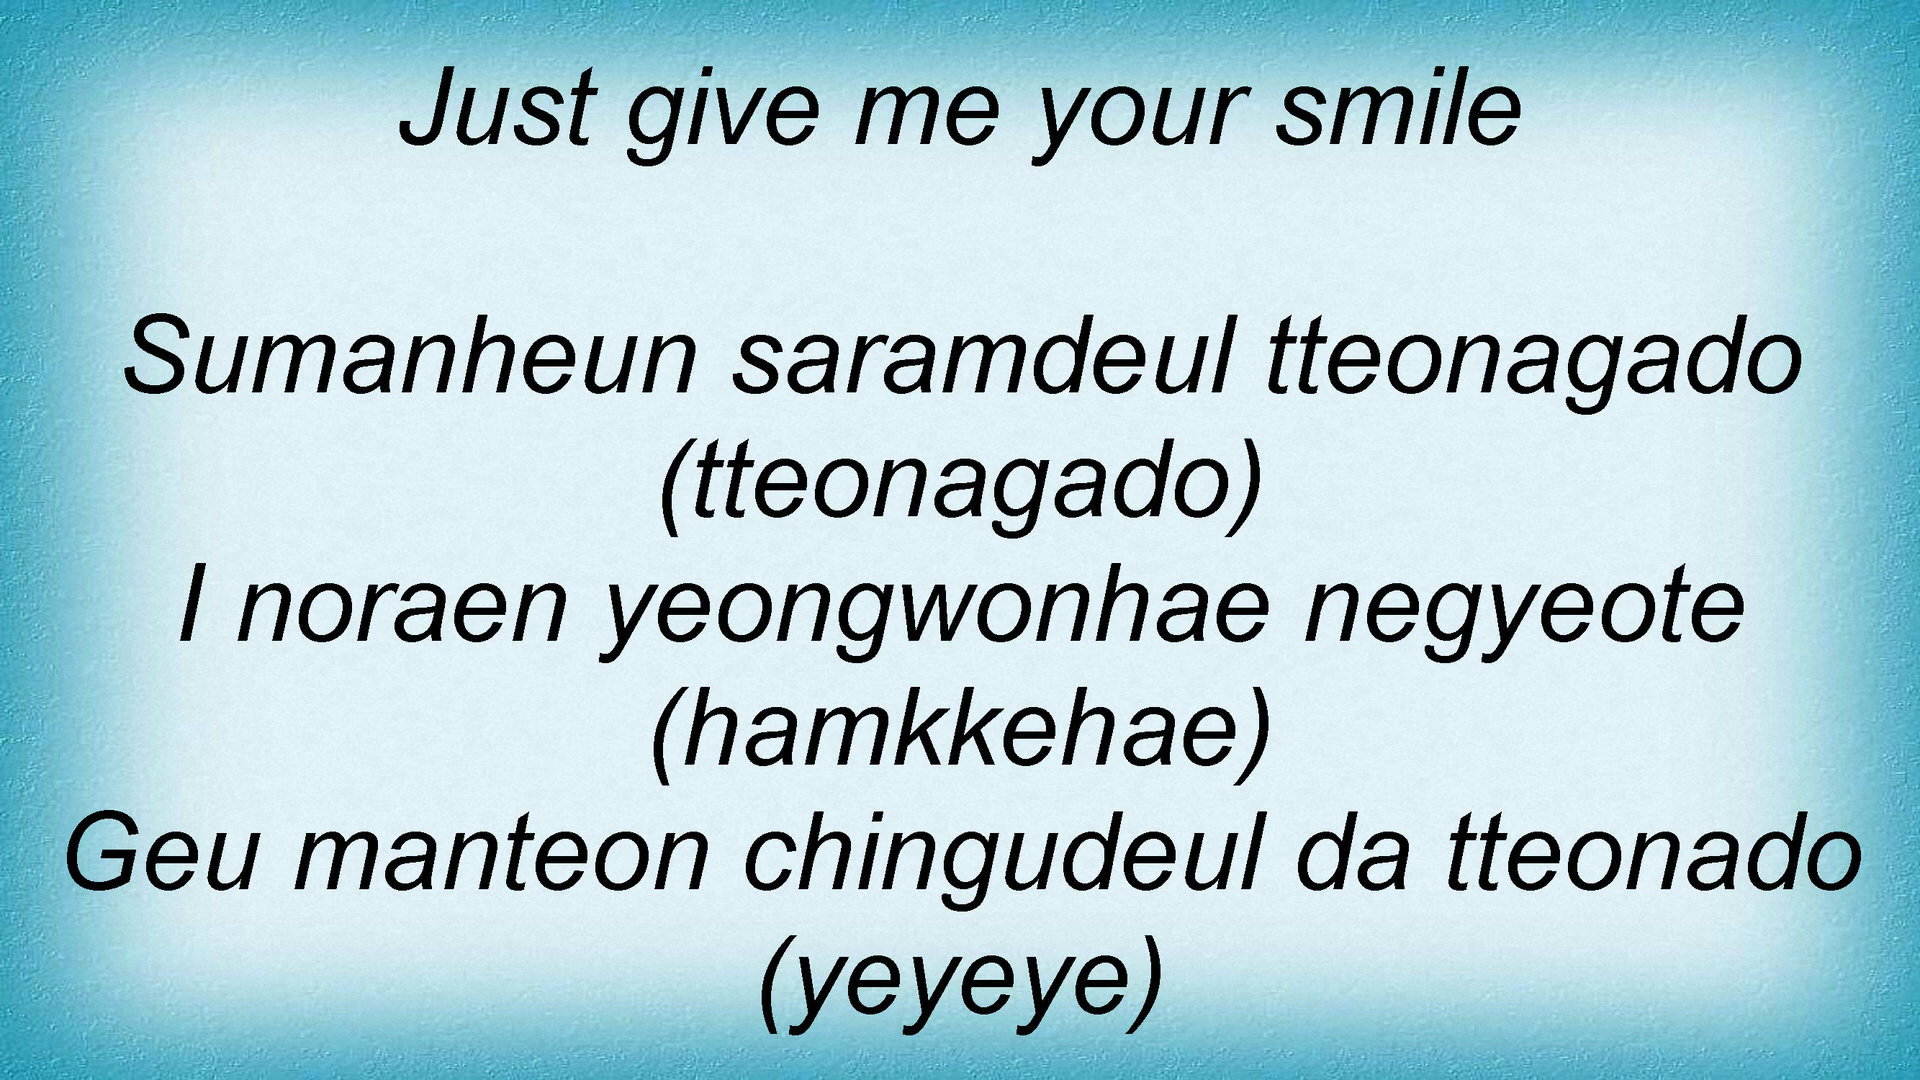 Just give me your smile
Sumanheun saramdeul tteonagado
(tteonagado)
I noraen yeongwonhae negyeote
(hamkkehae)
Geu manteon chingudeul da tteonado
(yeyeye)